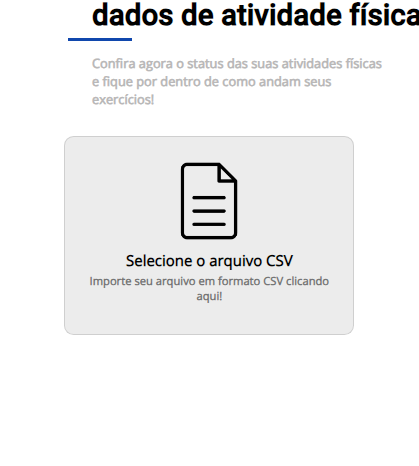 dados de atividade física
Confira agora o status das suas atividades físicas
e fique por dentro de como andam seus
exercícios!
Selecione o arquivo CSV
Importe seu arquivo em formato CSV clicando
aqui!